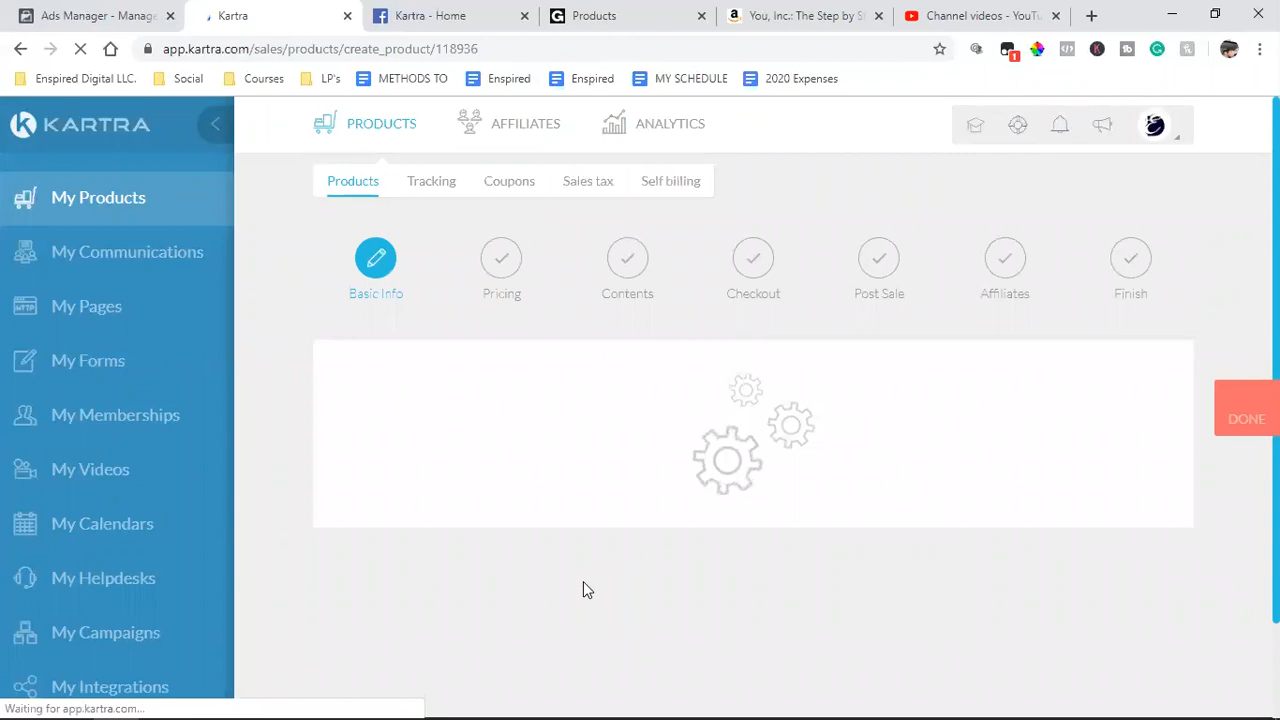 Ads Manager - Manage
Kartra
Kartra - Home
Products
You, Inc.: The Step by S
Channel videos - YouTu
app.kartra.com/sales/products/create_product/118936
1
Enspired Digital LLC.
Social
Courses
LP's
METHODS TO
Enspired
Enspired
MY SCHEDULE
2020 Expenses
KARTRA
PRODUCTS
AFFILIATES
ANALYTICS
Products
Tracking
Coupons
Sales tax
Self billing
My Products
My Communications
My Pages
My Forms
My Memberships
My Videos
My Calendars
My Helpdesks
My Campaigns
My Integrations
HTTP
Basic Info
Pricing
Contents
Checkout
Post Sale
Affiliates
Finish
DONE
Waiting for app.kartra.com...